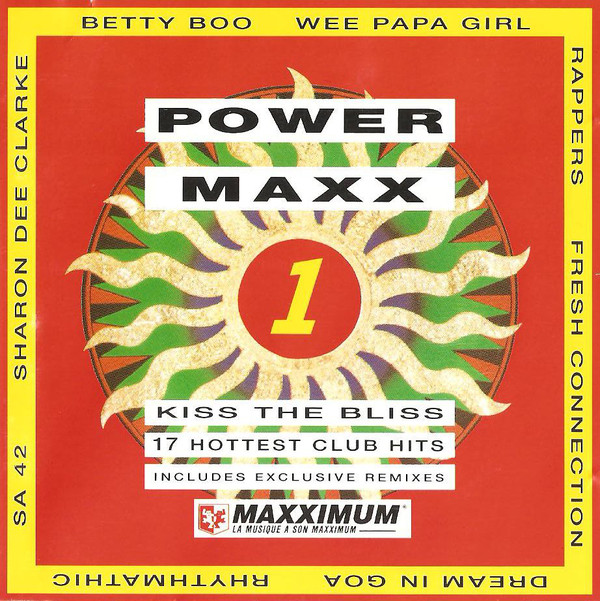 BETTY BOO WEE PAPA GIRL
RAPPERS FRESH CONNECTION
DREAM IN GOA RHYTHMATHIC
SA 42 SHARON DEE CLARKE
POWER
MAXX
1
KISS THE BLISS
17 HOTTEST CLUB HITS
INCLUDES EXCLUSIVE REMIXES
MAXXIMUM
LA MUSIQUE A SON MAXXIMUM